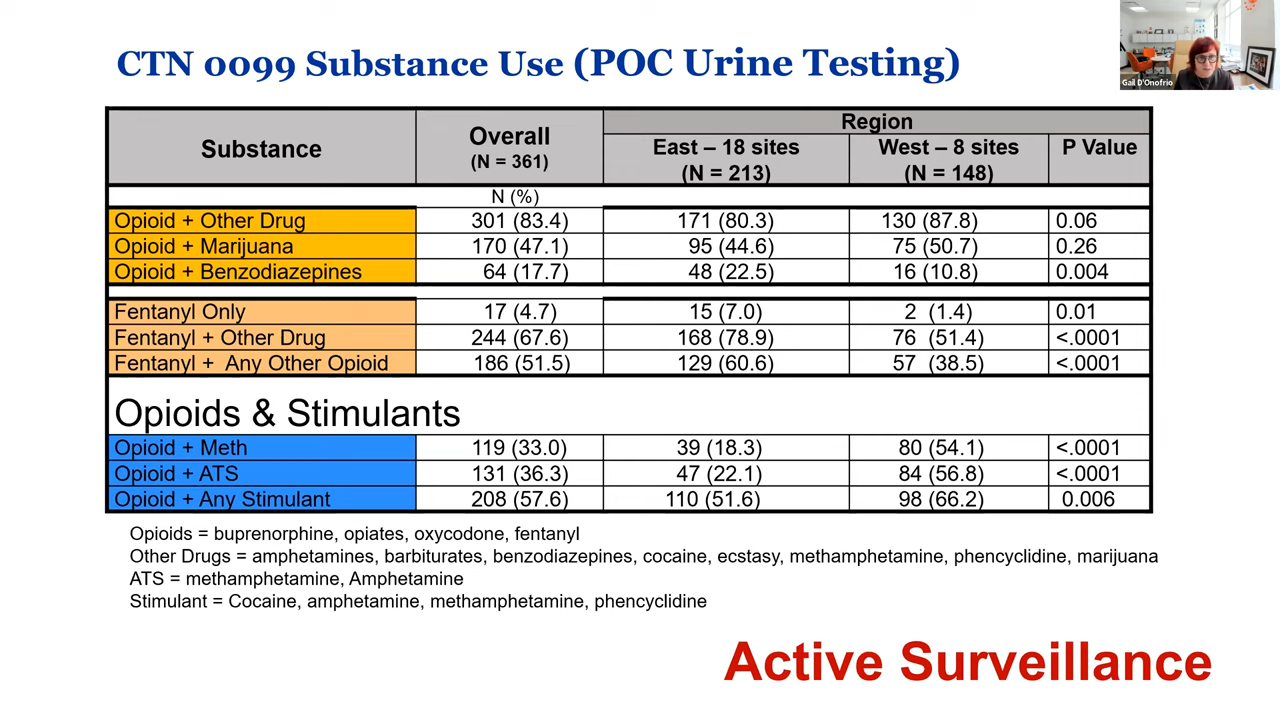 CTN 0099 Substance Use (POC Urine Testing)
Gail D'Onofrio
Substance
Overall
(N = 361)
Region
East – 18 sites
(N = 213)
West – 8 sites
(N = 148)
P Value
N (%)
Opioid + Other Drug 301 (83.4) 171 (80.3) 130 (87.8) 0.06
Opioid + Marijuana 170 (47.1) 95 (44.6) 75 (50.7) 0.26
Opioid + Benzodiazepines 64 (17.7) 48 (22.5) 16 (10.8) 0.004
Fentanyl Only 17 (4.7) 15 (7.0) 2 (1.4) 0.01
Fentanyl + Other Drug 244 (67.6) 168 (78.9) 76 (51.4) <.0001
Fentanyl + Any Other Opioid 186 (51.5) 129 (60.6) 57 (38.5) <.0001
Opioids & Stimulants
Opioid + Meth 119 (33.0) 39 (18.3) 80 (54.1) <.0001
Opioid + ATS 131 (36.3) 47 (22.1) 84 (56.8) <.0001
Opioid + Any Stimulant 208 (57.6) 110 (51.6) 98 (66.2) 0.006
Opioids = buprenorphine, opiates, oxycodone, fentanyl
Other Drugs = amphetamines, barbiturates, benzodiazepines, cocaine, ecstasy, methamphetamine, phencyclidine, marijuana
ATS = methamphetamine, Amphetamine
Stimulant = Cocaine, amphetamine, methamphetamine, phencyclidine
Active Surveillance